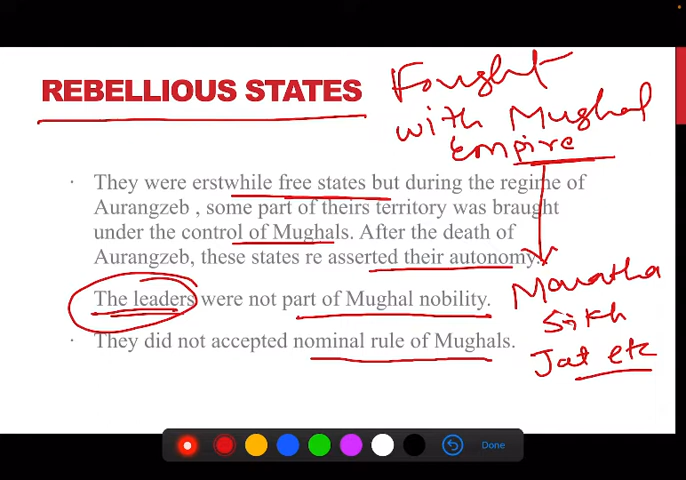 REBELLIOUS STATES
Fought
with Mughal
Empire
· They were erstwhile free states but during the regime of
Aurangzeb , some part of theirs territory was braught
under the control of Mughals. After the death of
Aurangzeb, these states re asserted their autonomy.
· The leaders were not part of Mughal nobility.
· They did not accepted nominal rule of Mughals.
Maratha
Sikh
Jat etc
Done